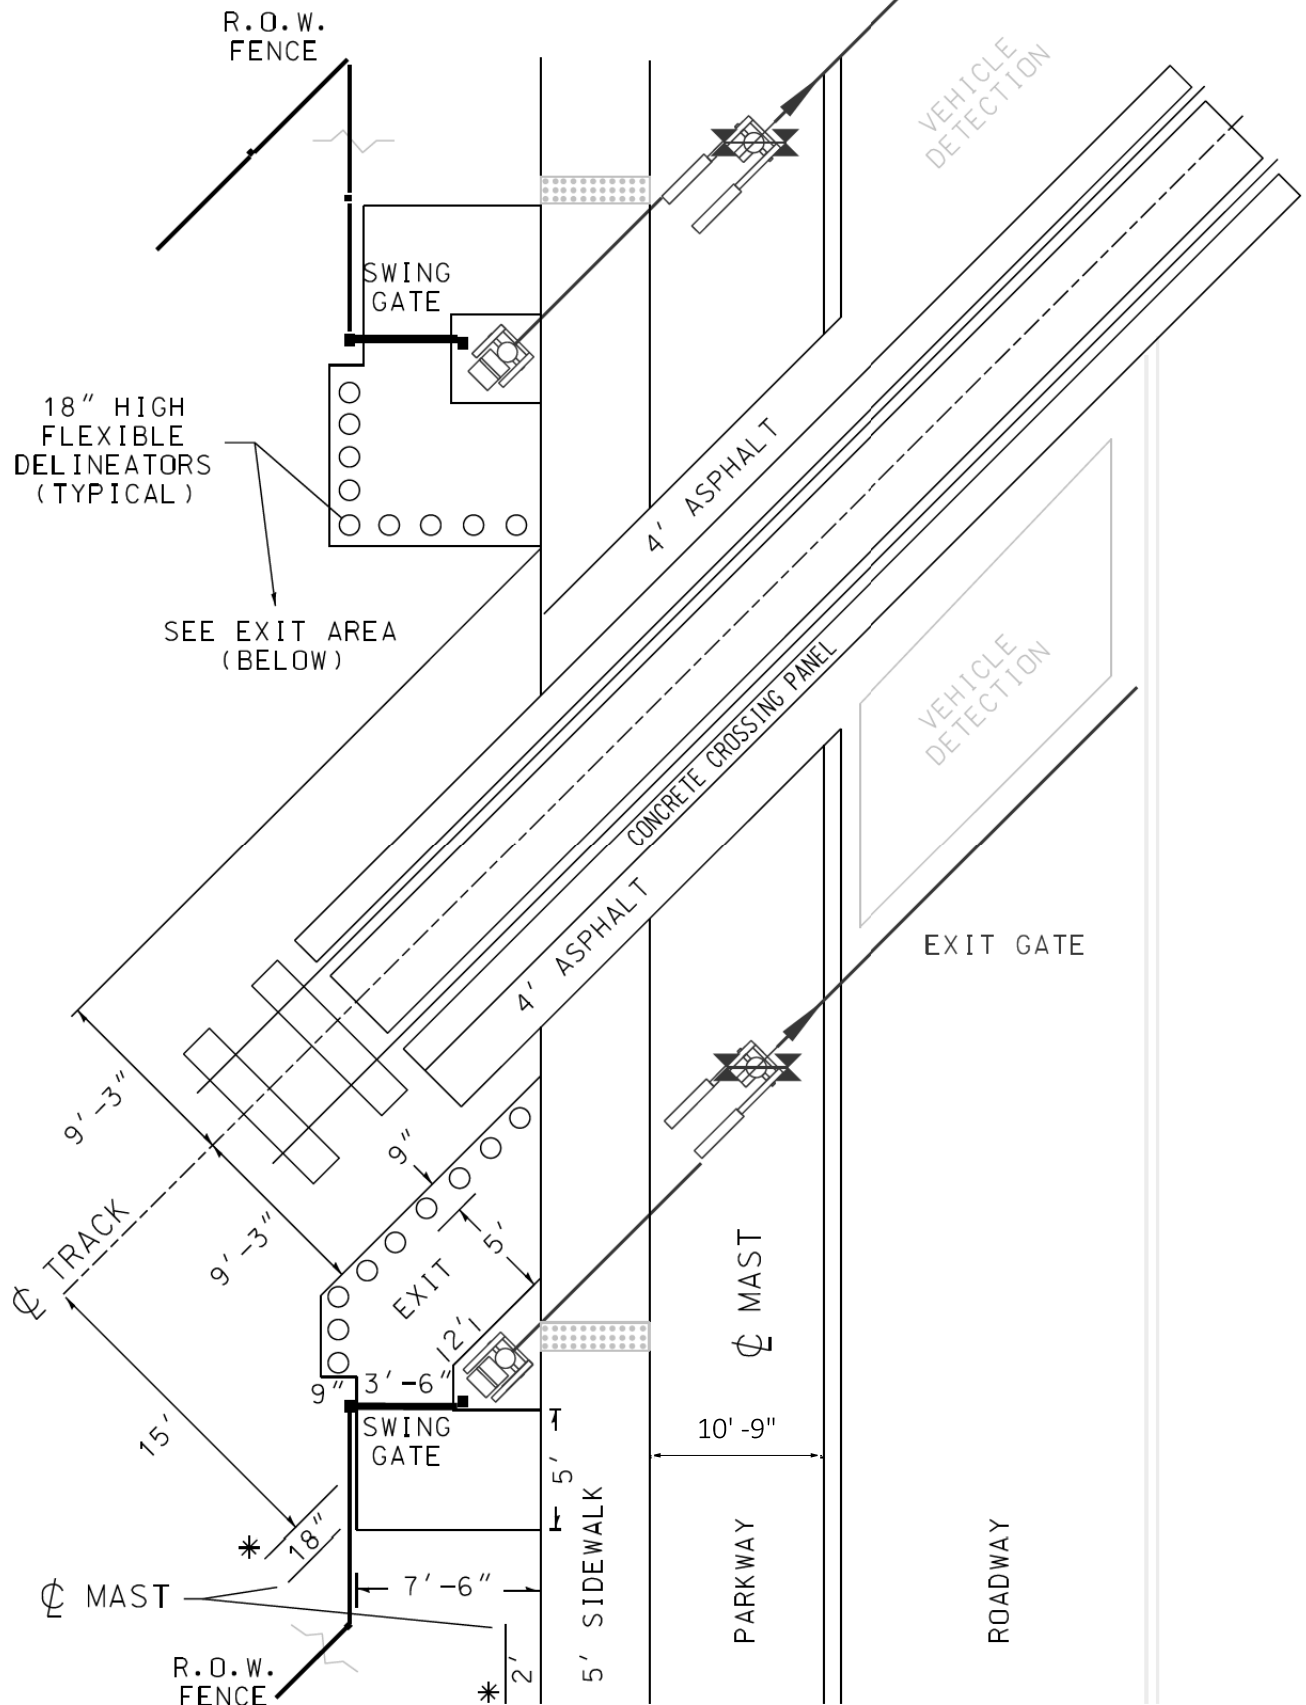 R.O.W.
FENCE
VEHICLE
DETECTION
SWING
GATE
18" HIGH
FLEXIBLE
DELINEATORS
(TYPICAL)
4' ASPHALT
SEE EXIT AREA
(BELOW)
VEHICLE
DETECTION
CONCRETE CROSSING PANEL
4' ASPHALT
EXIT GATE
9'-3"
9"
℄ TRACK
9'-3"
5'
EXIT
℄ MAST
12'
9"
3'-6"
SWING
GATE
15'
10'-9"
5'
* 18"
℄ MAST
7'-6"
5' SIDEWALK
PARKWAY
ROADWAY
R.O.W.
FENCE
* 2'